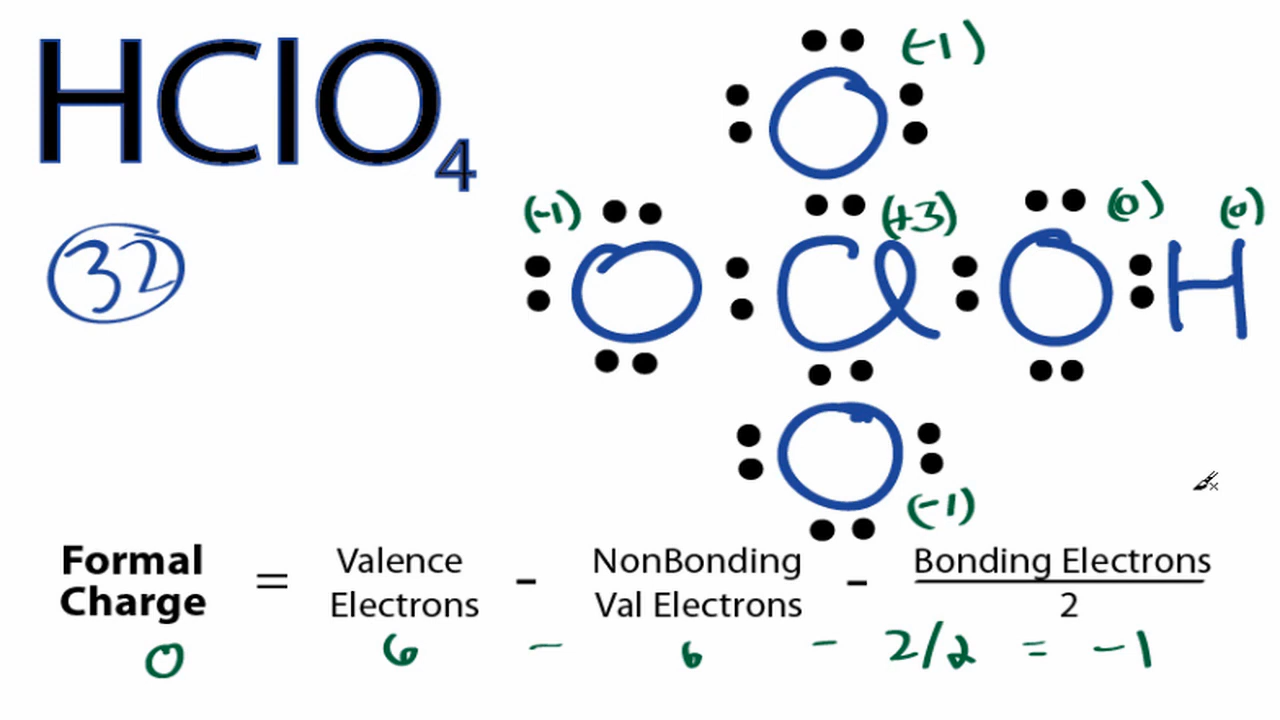 HClO₄
32
(-1)
(-1) (+3) (0) (0)
O
O Cl O H
O
(-1)
Formal Charge = Valence Electrons - NonBonding Val Electrons - Bonding Electrons / 2
O 6 - 6 - 2/2 = -1